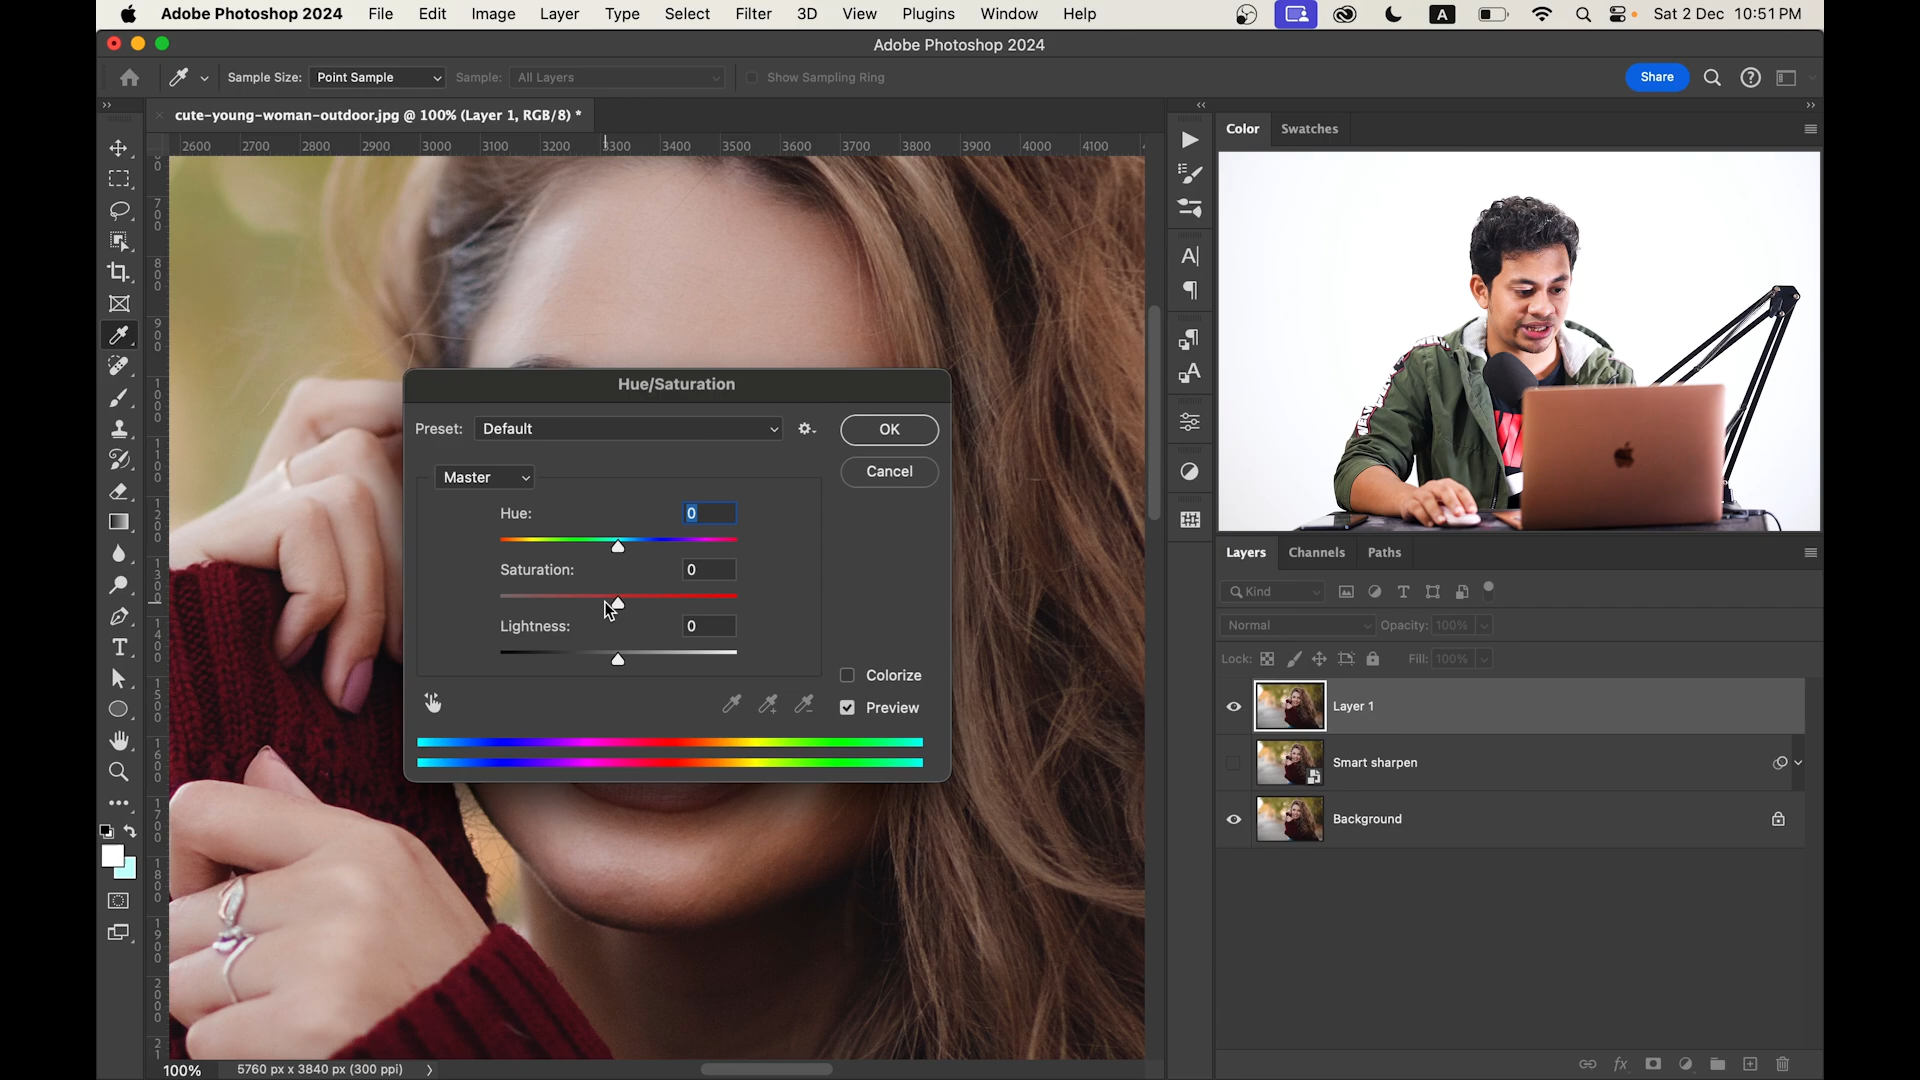 Adobe Photoshop 2024 File Edit Image Layer Type Select Filter 3D View Plugins Window Help A Sat 2 Dec 10:51 PM
Adobe Photoshop 2024
Sample Size: Point Sample Sample: All Layers Show Sampling Ring Share
cute-young-woman-outdoor.jpg @ 100% (Layer 1, RGB/8) *
2600 2700 2800 2900 3000 3100 3200 3300 3400 3500 3600 3700 3800 3900 4000 4100
Color Swatches
Hue/Saturation
Preset: Default OK
Cancel
Master
Hue: 0
Saturation: 0
Lightness: 0
Colorize
Preview
Layers Channels Paths
Kind
Normal Opacity: 100%
Lock: Fill: 100%
Layer 1
Smart sharpen
Background
100% 5760 px x 3840 px (300 ppi)